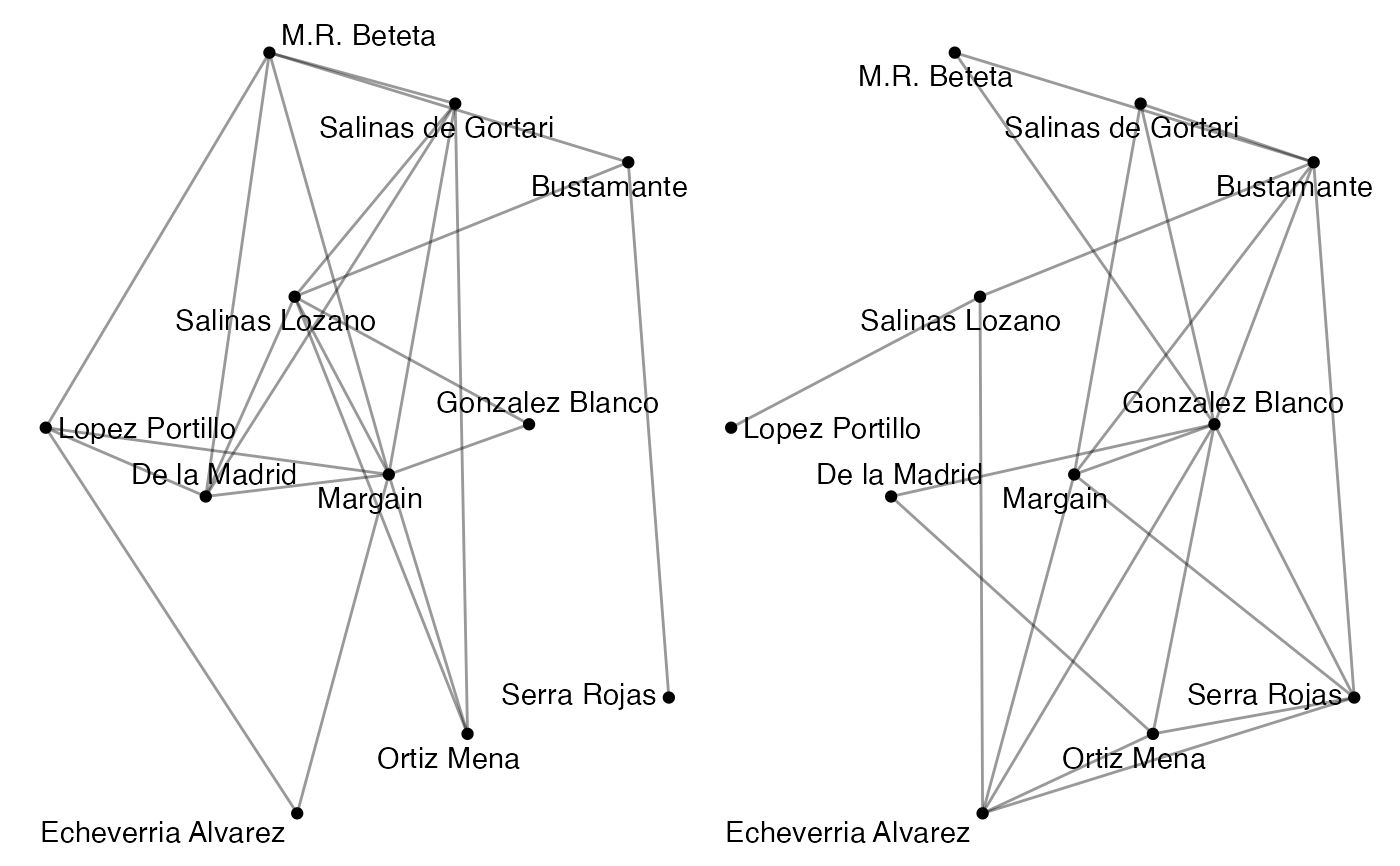 M.R. Beteta
Salinas de Gortari
Bustamante
Salinas Lozano
Gonzalez Blanco
Lopez Portillo
De la Madrid
Margain
Serra Rojas
Ortiz Mena
Echeverria Alvarez
M.R. Beteta
Salinas de Gortari
Bustamante
Salinas Lozano
Gonzalez Blanco
Lopez Portillo
De la Madrid
Margain
Serra Rojas
Ortiz Mena
Echeverria Alvarez